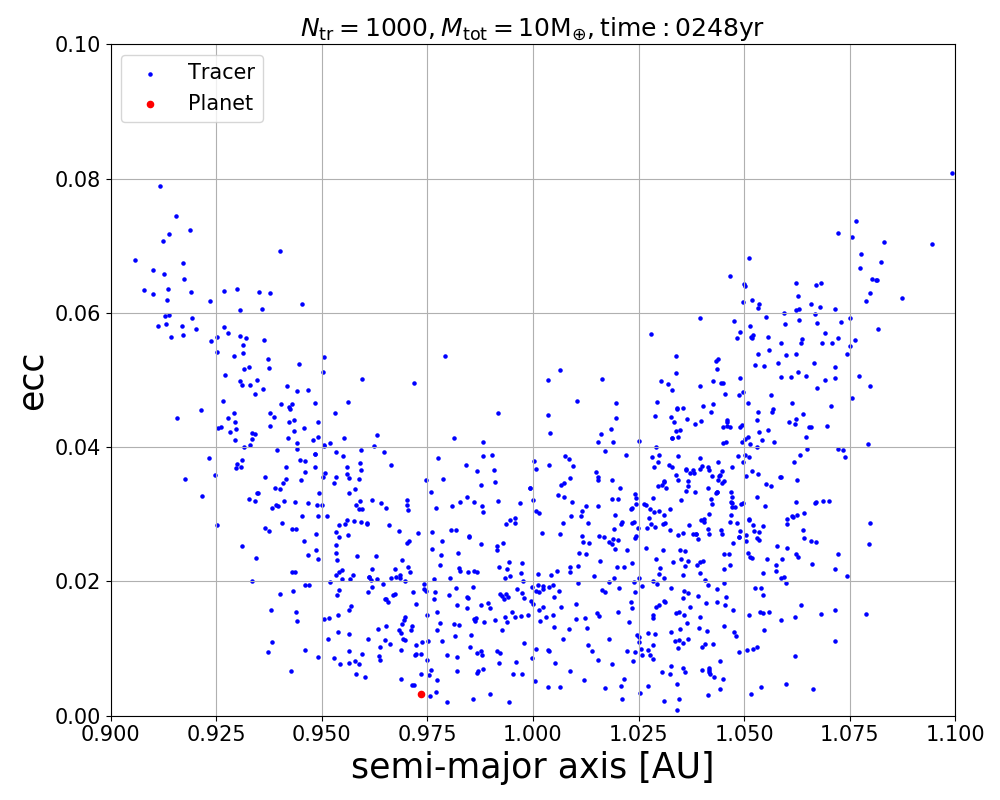 N_tr = 1000, M_tot = 10M_⊕, time : 0248yr
0.10
Tracer
Planet
0.08
0.06
ecc
0.04
0.02
0.00
0.900 0.925 0.950 0.975 1.000 1.025 1.050 1.075 1.100
semi-major axis [AU]